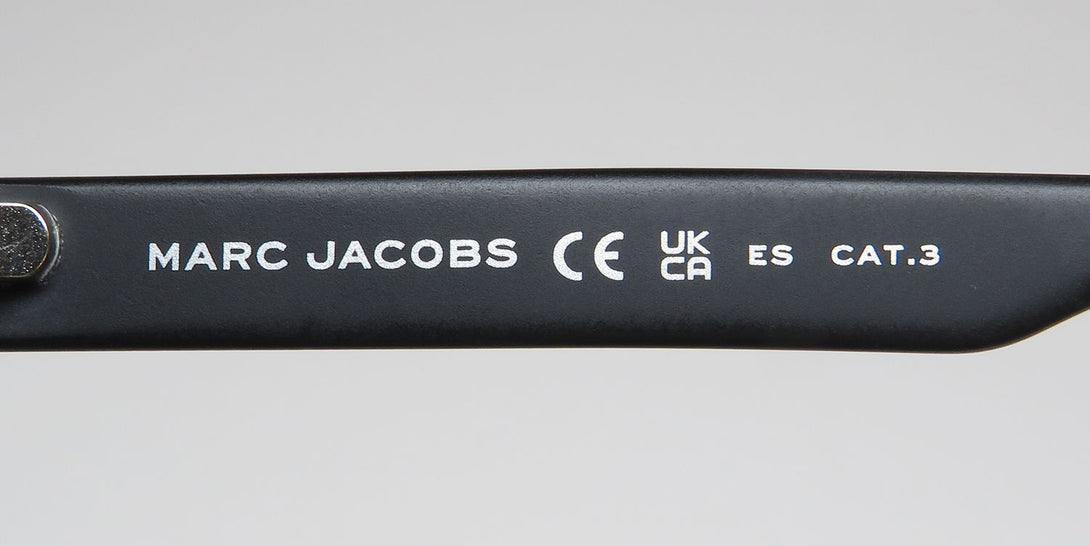 MARC JACOBS CE UK CA ES CAT.3